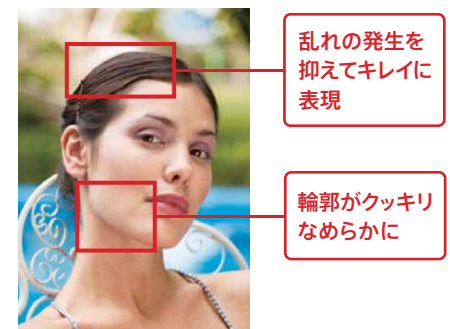 乱れの発生を
抑えてキレイに
表現
輪郭がクッキリ
なめらかに